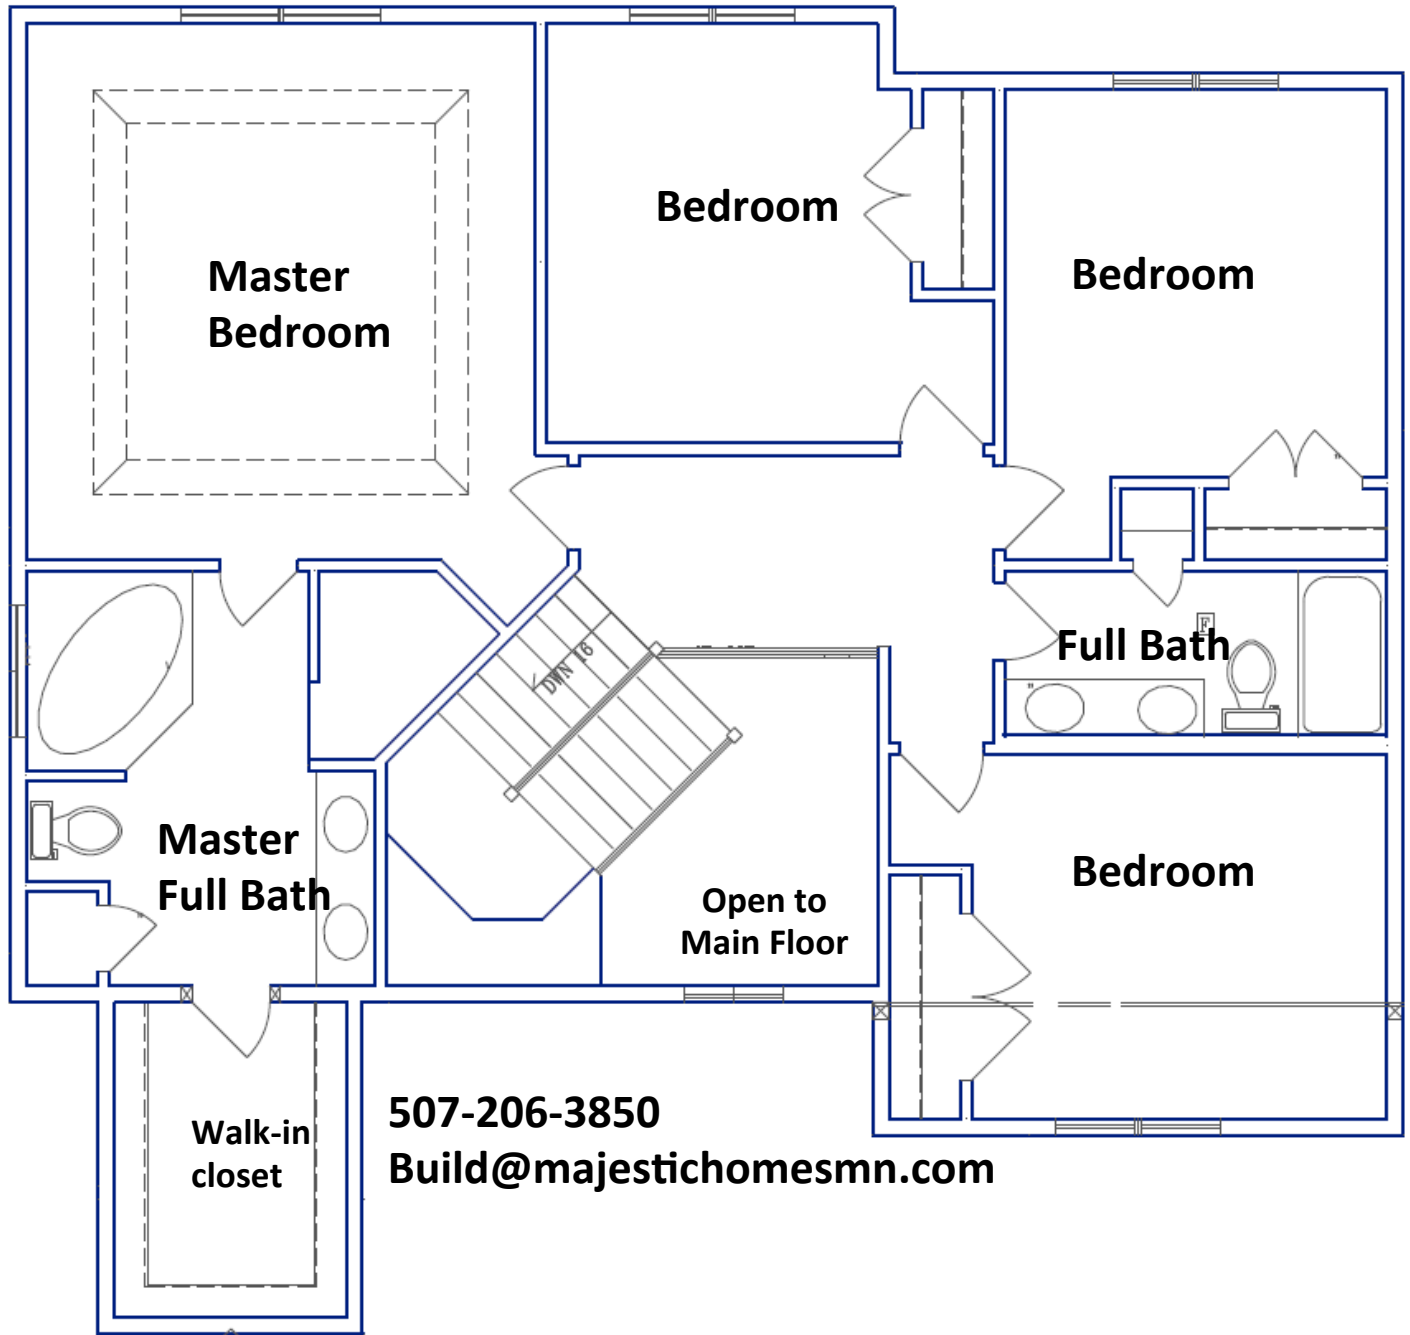 Bedroom
Master
Bedroom
Bedroom
DWN 16
F
Full Bath
Master
Full Bath
Bedroom
Open to
Main Floor
507-206-3850
Build@majestichomesmn.com
Walk-in
closet